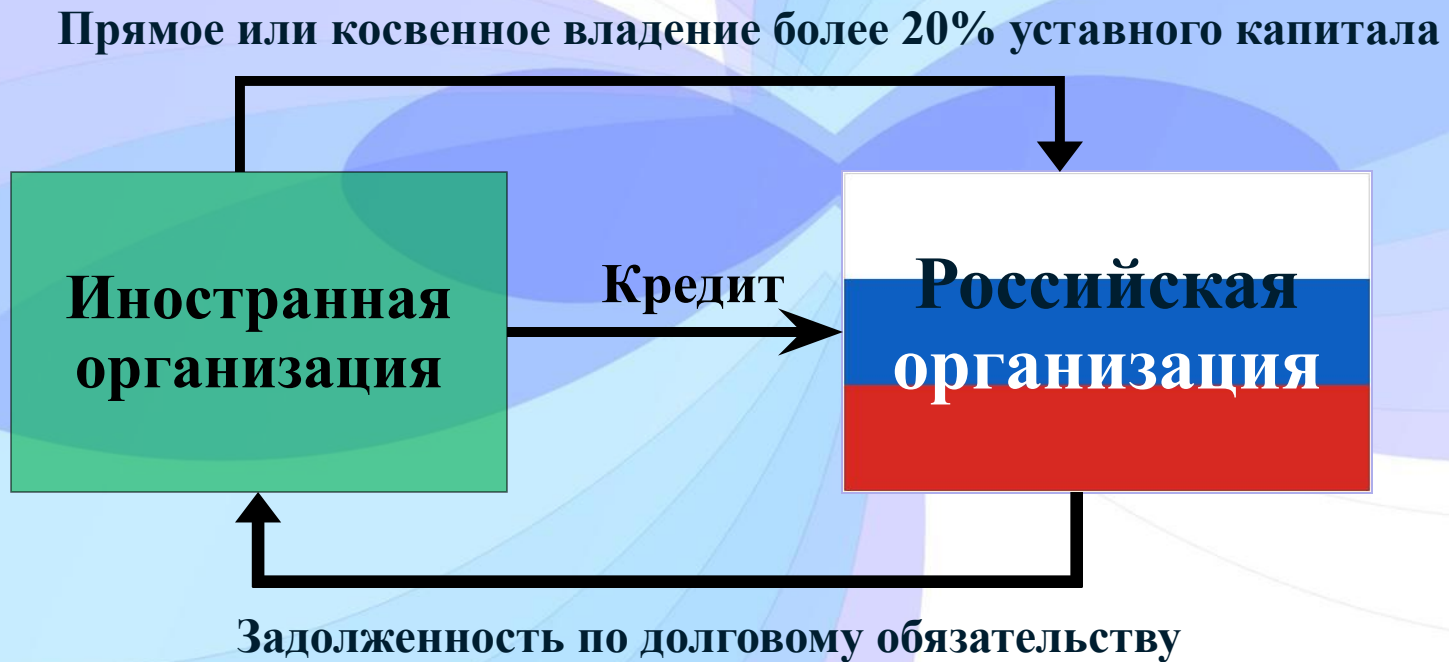 Прямое или косвенное владение более 20% уставного капитала
Иностранная
организация
Кредит
Российская
организация
Задолженность по долговому обязательству